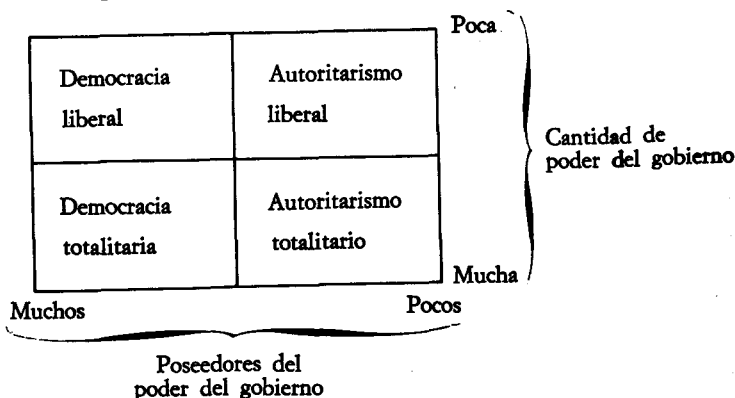 Poca
Democracia
liberal
Autoritarismo
liberal
Cantidad de
poder del gobierno
Democracia
totalitaria
Autoritarismo
totalitario
Mucha
Muchos
Pocos
Poseedores del
poder del gobierno